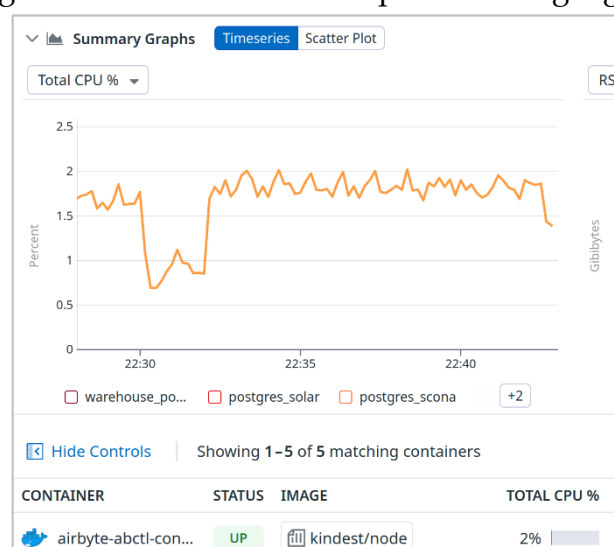 Summary Graphs Timeseries Scatter Plot
Total CPU % RS
2.5
2
1.5
1
0.5
0
Percent
Gibibytes
22:30 22:35 22:40
warehouse_po... postgres_solar postgres_scona +2
Hide Controls Showing 1–5 of 5 matching containers
CONTAINER STATUS IMAGE TOTAL CPU %
airbyte-abctl-con... UP kindest/node 2%